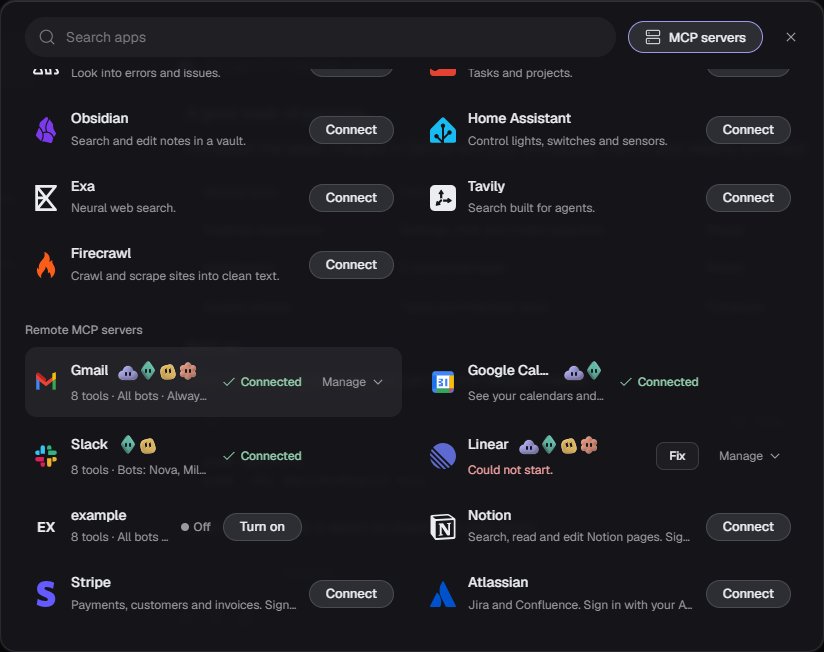 Search apps
MCP servers
Look into errors and issues.
Tasks and projects.
Obsidian
Search and edit notes in a vault.
Connect
Home Assistant
Control lights, switches and sensors.
Connect
Exa
Neural web search.
Connect
Tavily
Search built for agents.
Connect
Firecrawl
Crawl and scrape sites into clean text.
Connect
Remote MCP servers
Gmail
8 tools · All bots · Alway...
Connected
Manage
31
Google Cal...
See your calendars and...
Connected
Slack
8 tools · Bots: Nova, Mil...
Connected
Linear
Could not start.
Fix
Manage
EX
example
8 tools · All bots ...
Off
Turn on
Notion
Search, read and edit Notion pages. Sig...
Connect
Stripe
Payments, customers and invoices. Sign...
Connect
Atlassian
Jira and Confluence. Sign in with your A...
Connect